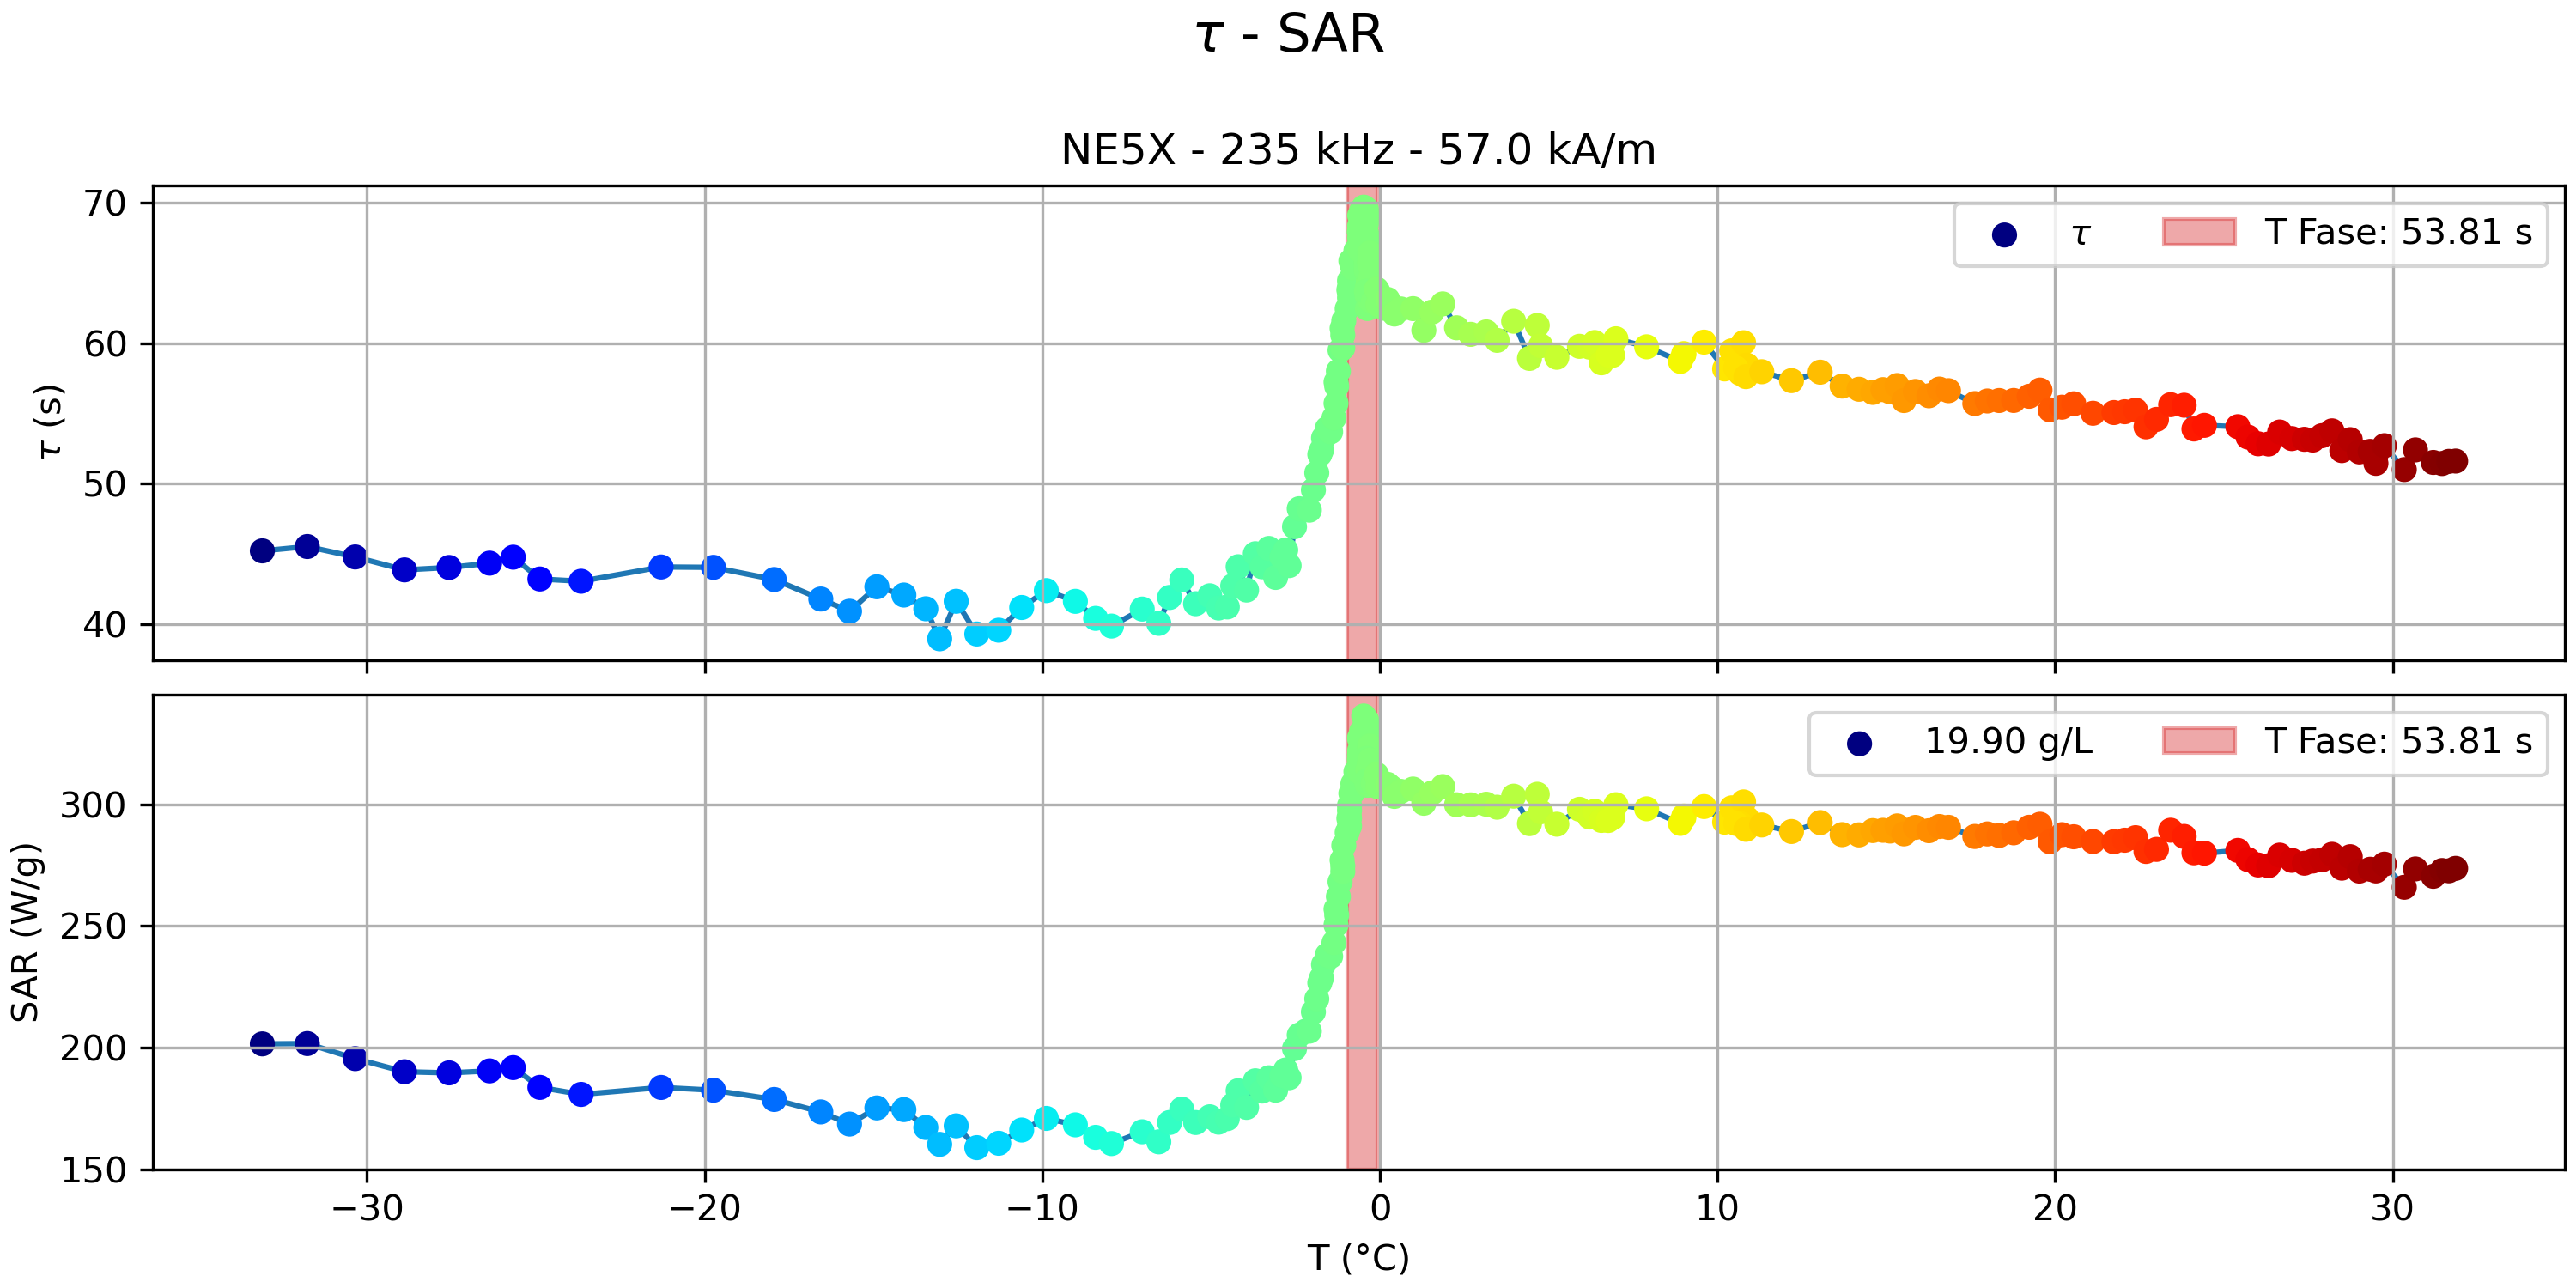 τ - SAR
NE5X - 235 kHz - 57.0 kA/m
70
60
50
40
τ (s)
τ
T Fase: 53.81 s
300
250
200
150
SAR (W/g)
19.90 g/L
T Fase: 53.81 s
−30
−20
−10
0
10
20
30
T (°C)